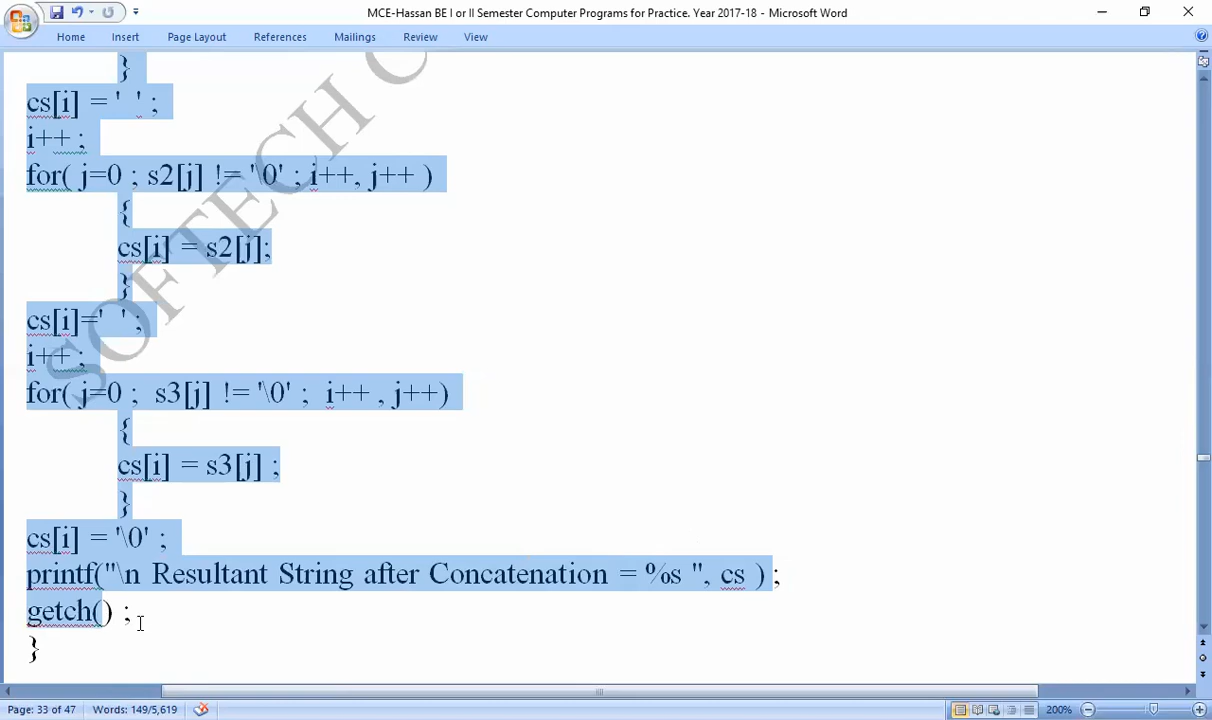 MCE-Hassan BE I or II Semester Computer Programs for Practice. Year 2017-18 - Microsoft Word
Home Insert Page Layout References Mailings Review View
}
cs[i] = ' ' ;
i++ ;
for( j=0 ; s2[j] != '\0' ; i++, j++ )
{
cs[i] = s2[j];
}
cs[i]=' ' ;
i++ ;
for( j=0 ; s3[j] != '\0' ; i++ , j++)
{
cs[i] = s3[j] ;
}
cs[i] = '\0' ;
printf("\n Resultant String after Concatenation = %s ", cs ) ;
getch() ;
}
SOFTECH C
Page: 33 of 47 Words: 149/5,619 200%